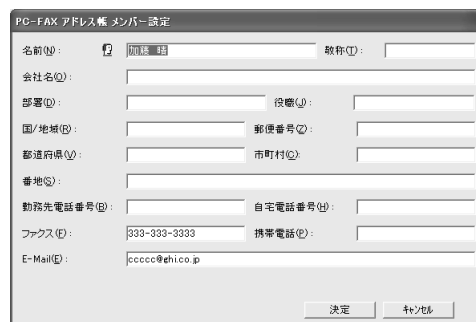 PC-FAX アドレス帳 メンバー設定
名前(N): 加藤 晴 敬称(T):
会社名(O):
部署(D): 役職(J):
国/地域(R): 郵便番号(Z):
都道府県(V): 市町村(C):
番地(S):
勤務先電話番号(B): 自宅電話番号(H):
ファクス(F): 333-333-3333 携帯電話(P):
E-Mail(E): ccccc@ghi.co.jp
決定 キャンセル